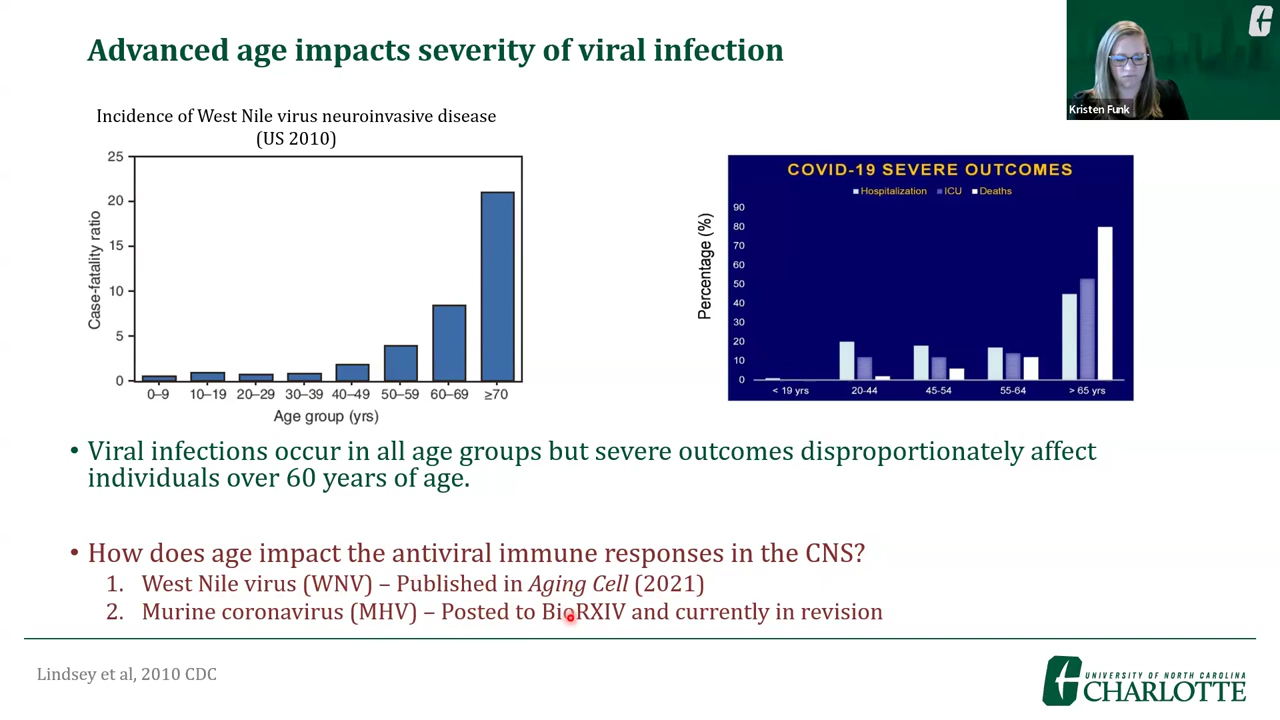 Advanced age impacts severity of viral infection
Kristen Funk
Incidence of West Nile virus neuroinvasive disease
(US 2010)
25
20
15
10
5
0
Case-fatality ratio
0–9 10–19 20–29 30–39 40–49 50–59 60–69 ≥70
Age group (yrs)
COVID-19 SEVERE OUTCOMES
Hospitalization ICU Deaths
90
80
70
60
50
40
30
20
10
0
Percentage (%)
< 19 yrs 20-44 45-54 55-64 > 65 yrs
• Viral infections occur in all age groups but severe outcomes disproportionately affect
individuals over 60 years of age.
• How does age impact the antiviral immune responses in the CNS?
1. West Nile virus (WNV) – Published in Aging Cell (2021)
2. Murine coronavirus (MHV) – Posted to BioRXIV and currently in revision
Lindsey et al, 2010 CDC
UNIVERSITY OF NORTH CAROLINA
CHARLOTTE